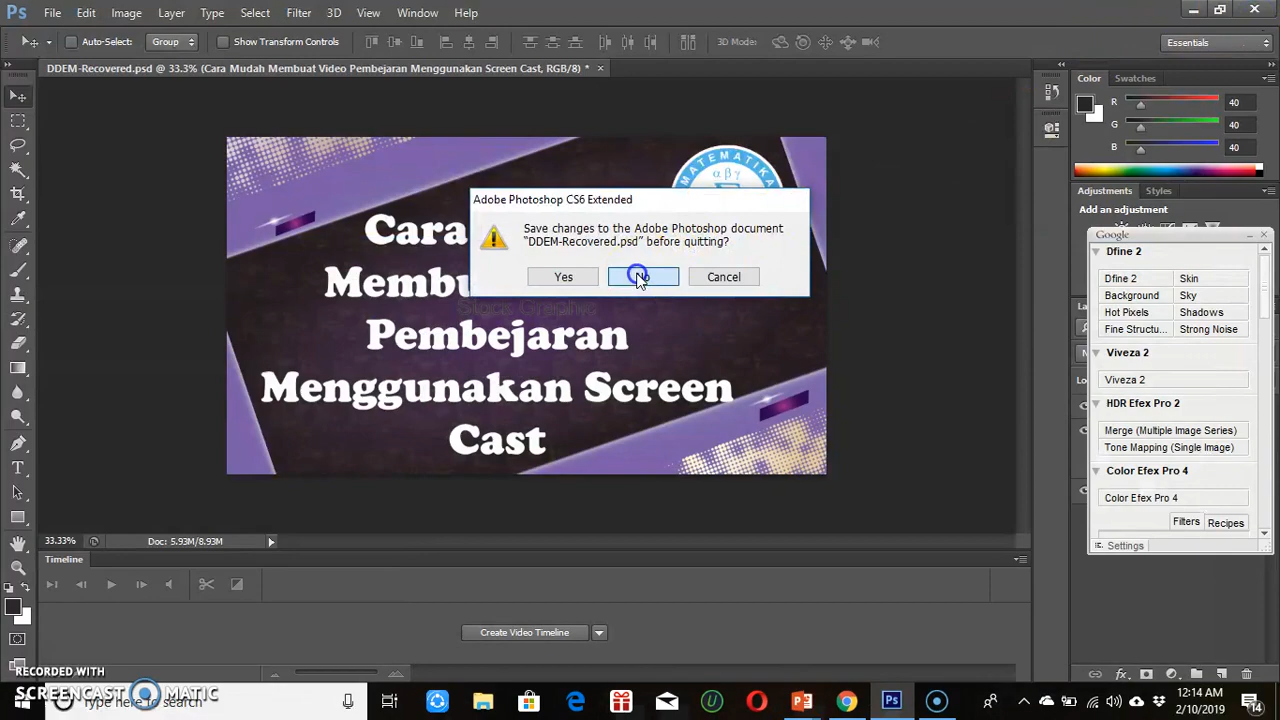 Ps File Edit Image Layer Type Select Filter 3D View Window Help
Auto-Select: Group Show Transform Controls 3D Mode: Essentials
DDEM-Recovered.psd @ 33.3% (Cara Mudah Membuat Video Pembejaran Menggunakan Screen Cast, RGB/8) *
Color Swatches
R 40
G 40
B 40
Adjustments Styles
Add an adjustment
MATEMATIKA
αβγ
Adobe Photoshop CS6 Extended
Save changes to the Adobe Photoshop document
"DDEM-Recovered.psd" before quitting?
Yes Cancel
Cara
Pembejaran
Menggunakan Screen
Cast
Google
Dfine 2
Dfine 2 Skin
Background Sky
Hot Pixels Shadows
Fine Structu... Strong Noise
Viveza 2
Viveza 2
HDR Efex Pro 2
Merge (Multiple Image Series)
Tone Mapping (Single Image)
Color Efex Pro 4
Color Efex Pro 4
Filters Recipes
Settings
33.33% Doc: 5.93M/8.93M
Timeline
Create Video Timeline
RECORDED WITH
SCREENCAST MATIC
Type here to search
12:14 AM
2/10/2019
14